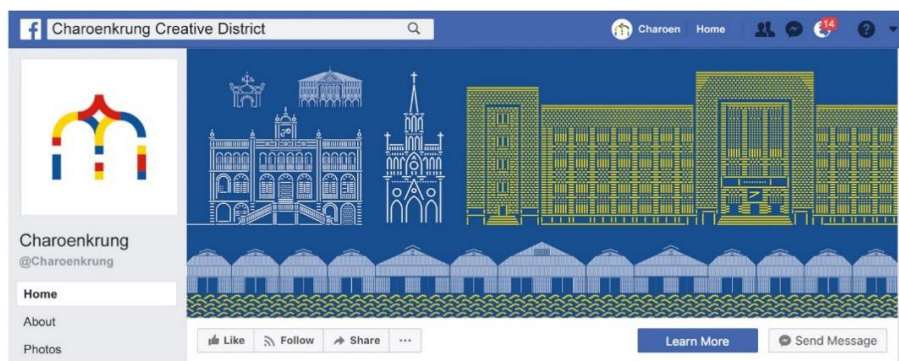 Charoenkrung Creative District
Charoen Home
14
Charoenkrung
@Charoenkrung
Home
About
Photos
Like Follow Share
Learn More Send Message